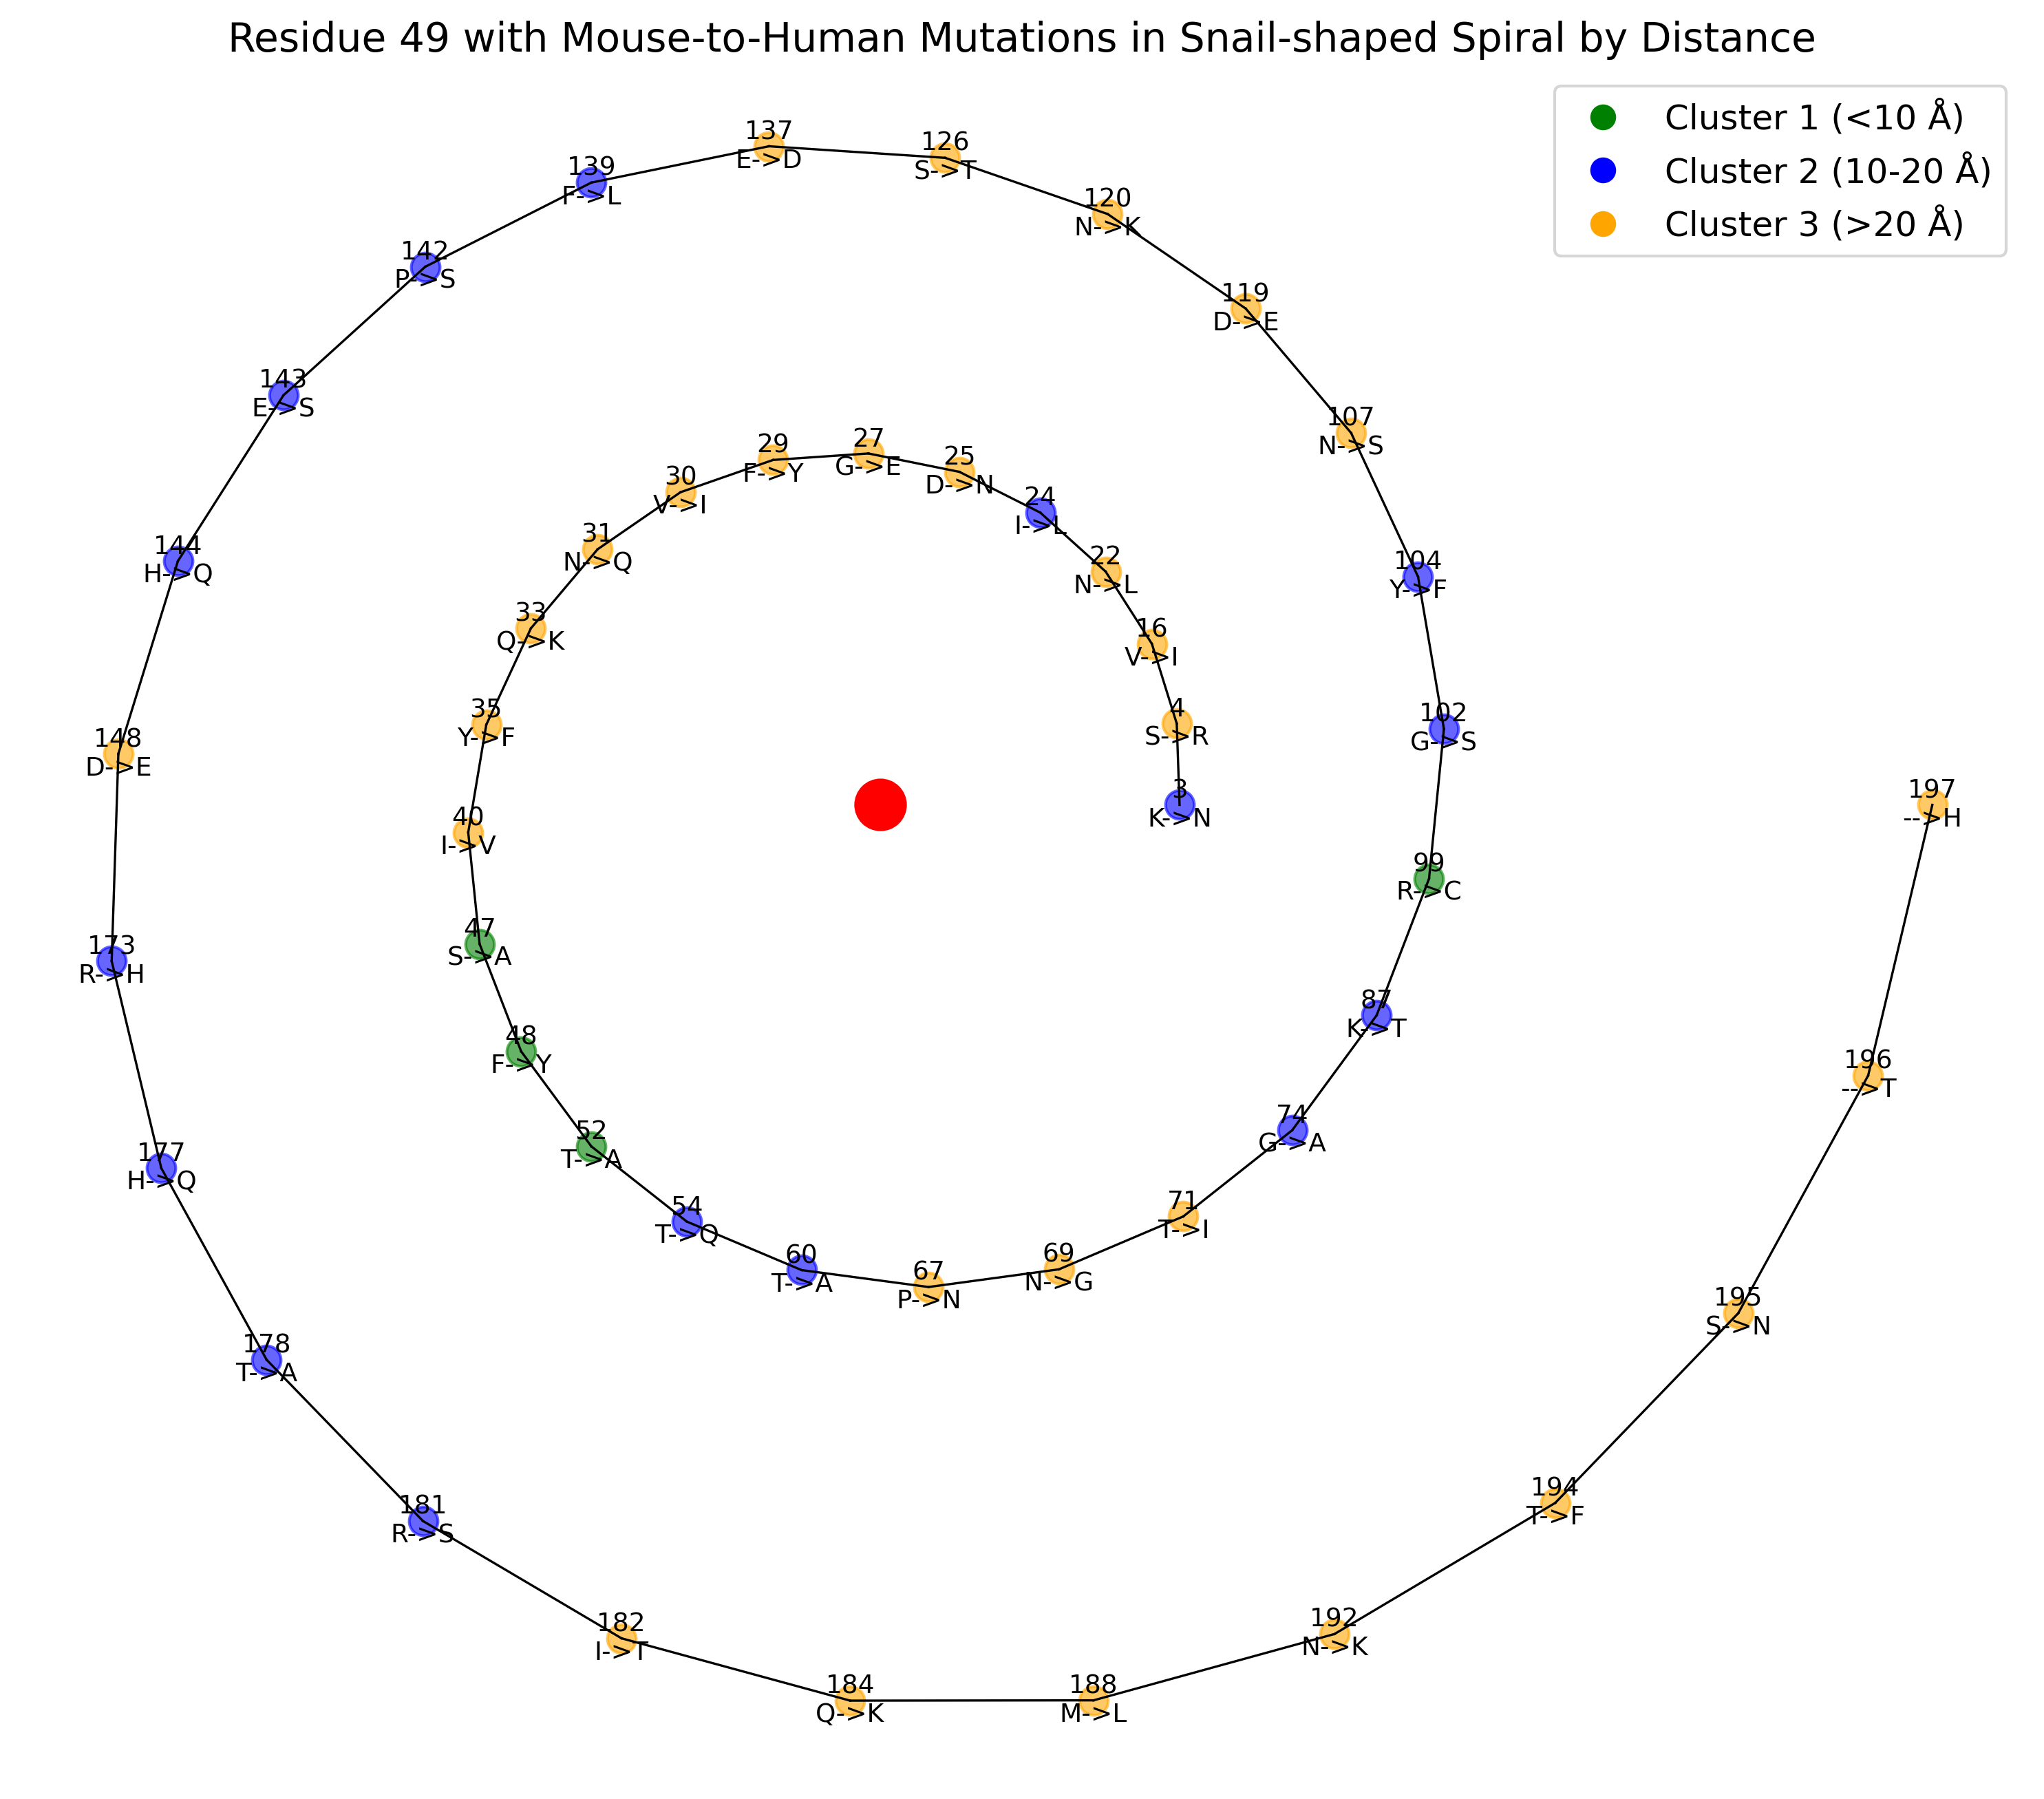 Residue 49 with Mouse-to-Human Mutations in Snail-shaped Spiral by Distance
Cluster 1 (<10 Å)
Cluster 2 (10-20 Å)
Cluster 3 (>20 Å)
3
K->N
4
S->R
16
V->I
22
N->L
24
I->L
25
D->N
27
G->E
29
F->Y
30
V->I
31
N->Q
33
Q->K
35
Y->F
40
I->V
47
S->A
48
F->Y
52
T->A
54
T->Q
60
T->A
67
P->N
69
N->G
71
T->I
74
G->A
87
K->T
99
R->C
102
G->S
104
Y->F
107
N->S
119
D->E
120
N->K
126
S->T
137
E->D
139
F->L
142
P->S
143
E->S
144
H->Q
148
D->E
173
R->H
177
H->Q
178
T->A
181
R->S
182
I->T
184
Q->K
188
M->L
192
N->K
194
T->F
195
S->N
196
-->T
197
-->H